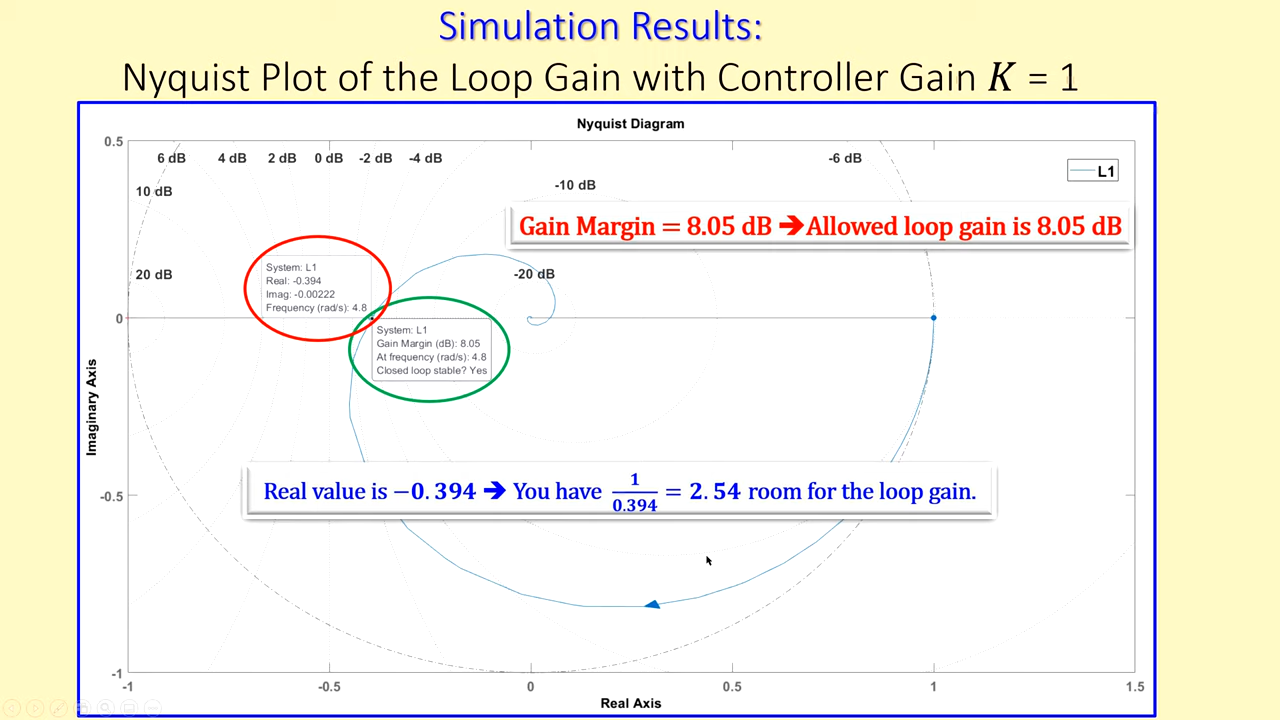 Simulation Results:
Nyquist Plot of the Loop Gain with Controller Gain K = 1
Nyquist Diagram
0.5
6 dB 4 dB 2 dB 0 dB -2 dB -4 dB -6 dB
L1
10 dB
-10 dB
Gain Margin = 8.05 dB ➔ Allowed loop gain is 8.05 dB
20 dB
-20 dB
System: L1
Real: -0.394
Imag: -0.00222
Frequency (rad/s): 4.8
0
System: L1
Gain Margin (dB): 8.05
At frequency (rad/s): 4.8
Closed loop stable? Yes
Imaginary Axis
-0.5
Real value is −0.394 ➔ You have 1/0.394 = 2.54 room for the loop gain.
-1
-1 -0.5 0 0.5 1 1.5
Real Axis